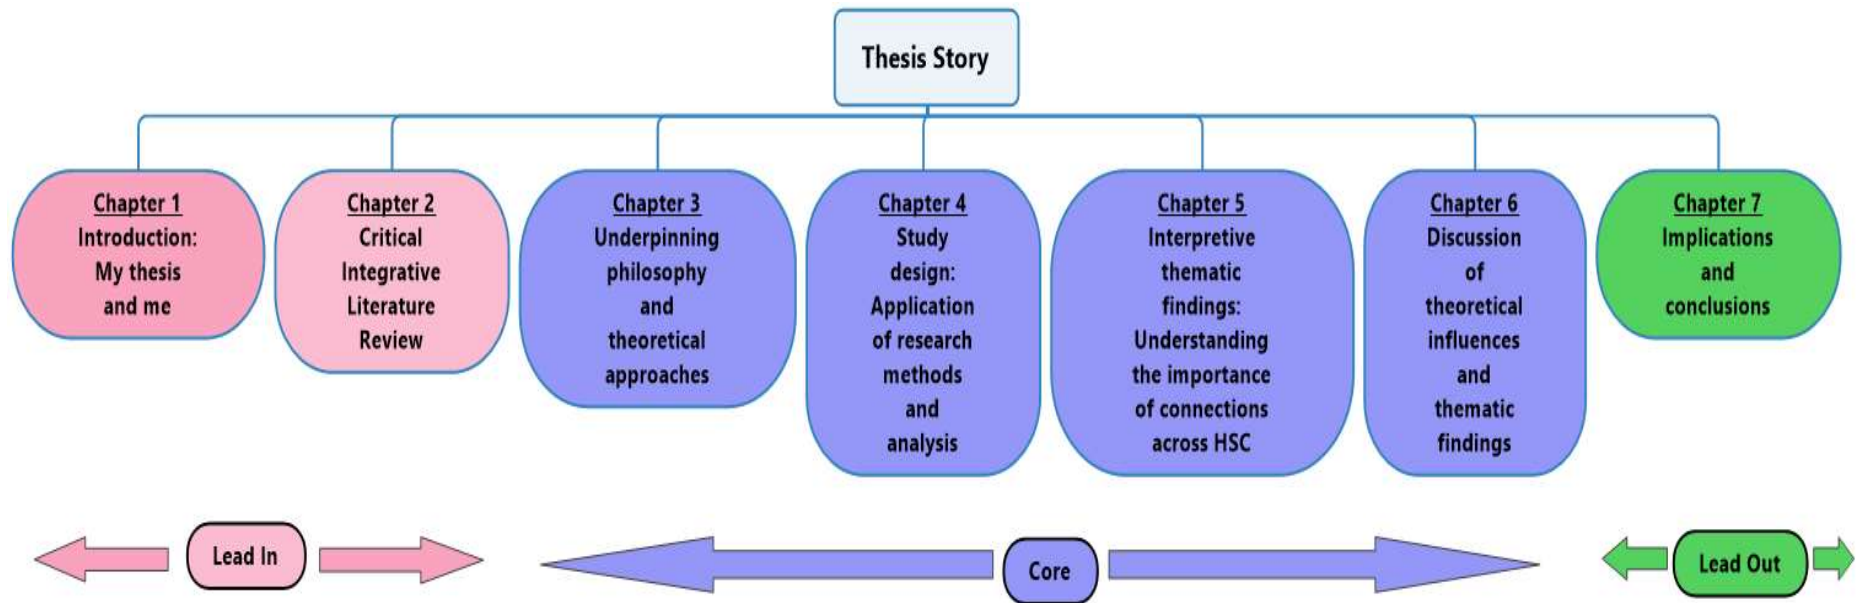 Thesis Story
Chapter 1
Introduction:
My thesis
and me
Chapter 2
Critical
Integrative
Literature
Review
Chapter 3
Underpinning
philosophy
and
theoretical
approaches
Chapter 4
Study
design:
Application
of research
methods
and
analysis
Chapter 5
Interpretive
thematic
findings:
Understanding
the importance
of connections
across HSC
Chapter 6
Discussion
of
theoretical
influences
and
thematic
findings
Chapter 7
Implications
and
conclusions
Lead In
Core
Lead Out